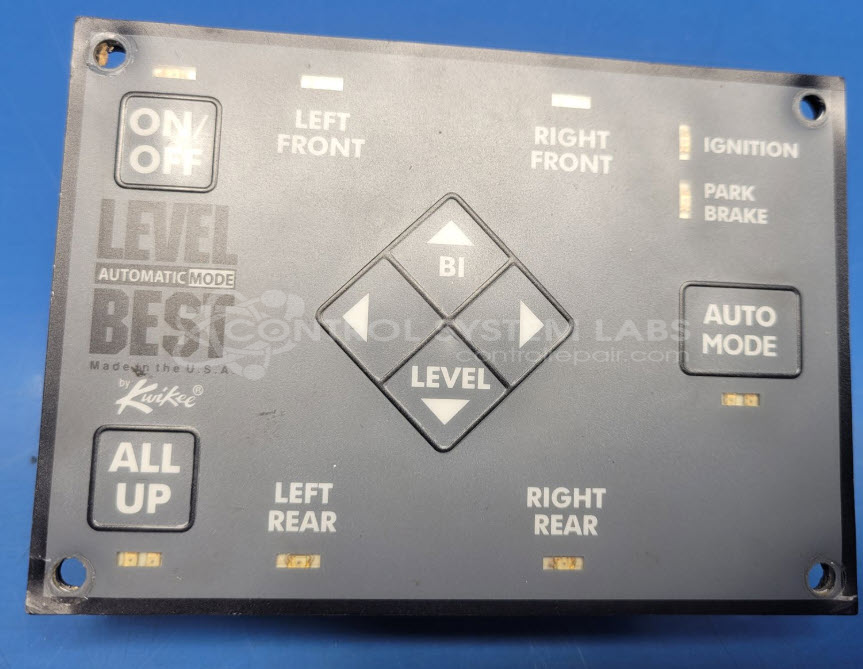 ON/
OFF
LEFT
FRONT
RIGHT
FRONT
IGNITION
PARK
BRAKE
LEVEL
AUTOMATIC MODE
BEST
Made in the U.S.A
by
Kwikee®
BI
LEVEL
AUTO
MODE
CONTROL SYSTEM LABS
controlrepair.com
ALL
UP
LEFT
REAR
RIGHT
REAR